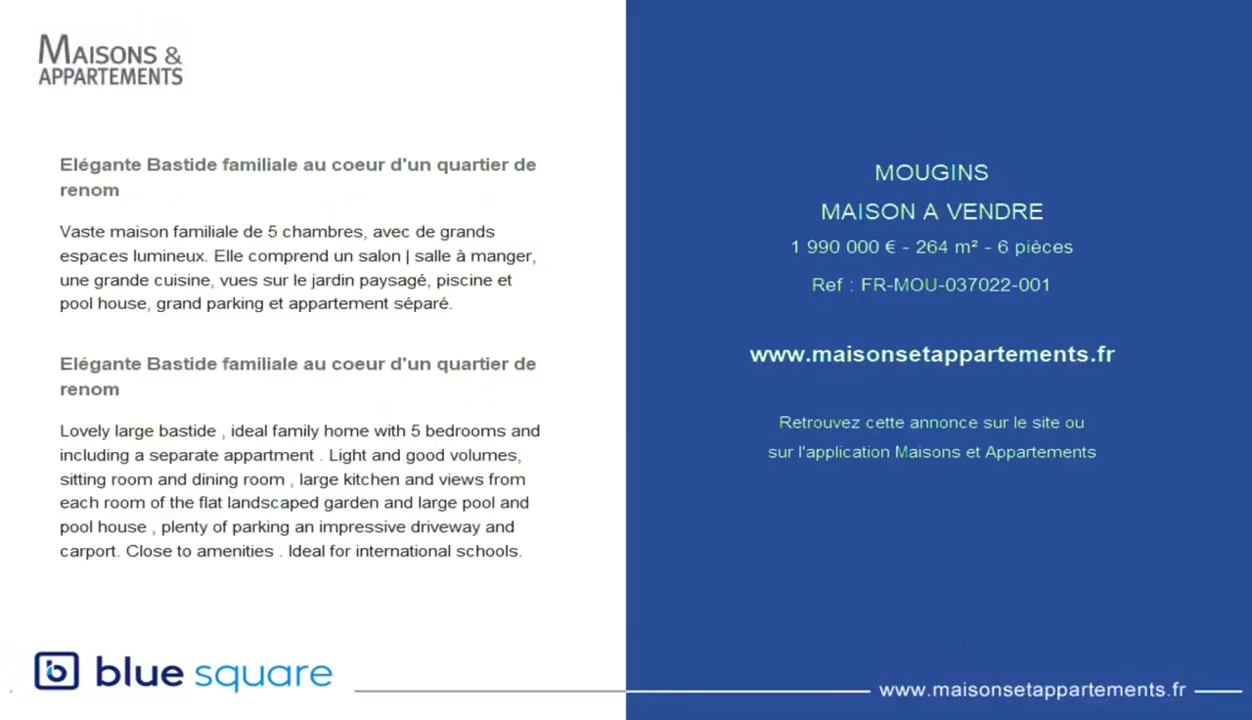 MAISONS &
APPARTEMENTS
Elégante Bastide familiale au coeur d'un quartier de
renom
Vaste maison familiale de 5 chambres, avec de grands
espaces lumineux. Elle comprend un salon | salle à manger,
une grande cuisine, vues sur le jardin paysagé, piscine et
pool house, grand parking et appartement séparé.
Elégante Bastide familiale au coeur d'un quartier de
renom
Lovely large bastide , ideal family home with 5 bedrooms and
including a separate appartment . Light and good volumes,
sitting room and dining room , large kitchen and views from
each room of the flat landscaped garden and large pool and
pool house , plenty of parking an impressive driveway and
carport. Close to amenities . Ideal for international schools.
blue square
MOUGINS
MAISON A VENDRE
1 990 000 € - 264 m² - 6 pièces
Ref : FR-MOU-037022-001
www.maisonsetappartements.fr
Retrouvez cette annonce sur le site ou
sur l'application Maisons et Appartements
www.maisonsetappartements.fr